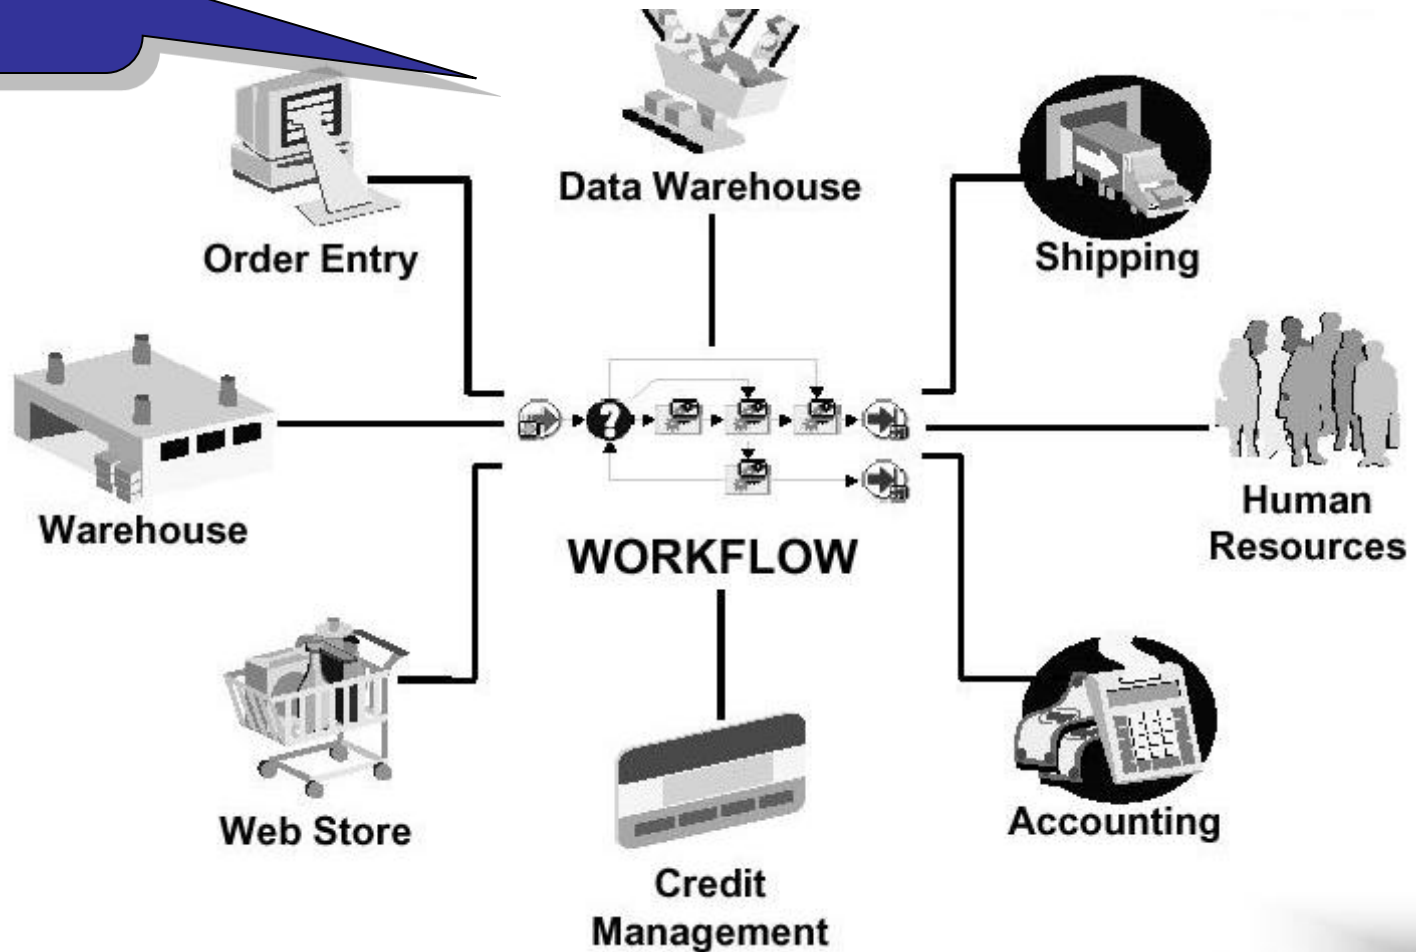 Data Warehouse
Order Entry
Shipping
Warehouse
Human
Resources
?
WORKFLOW
Web Store
Accounting
Credit
Management